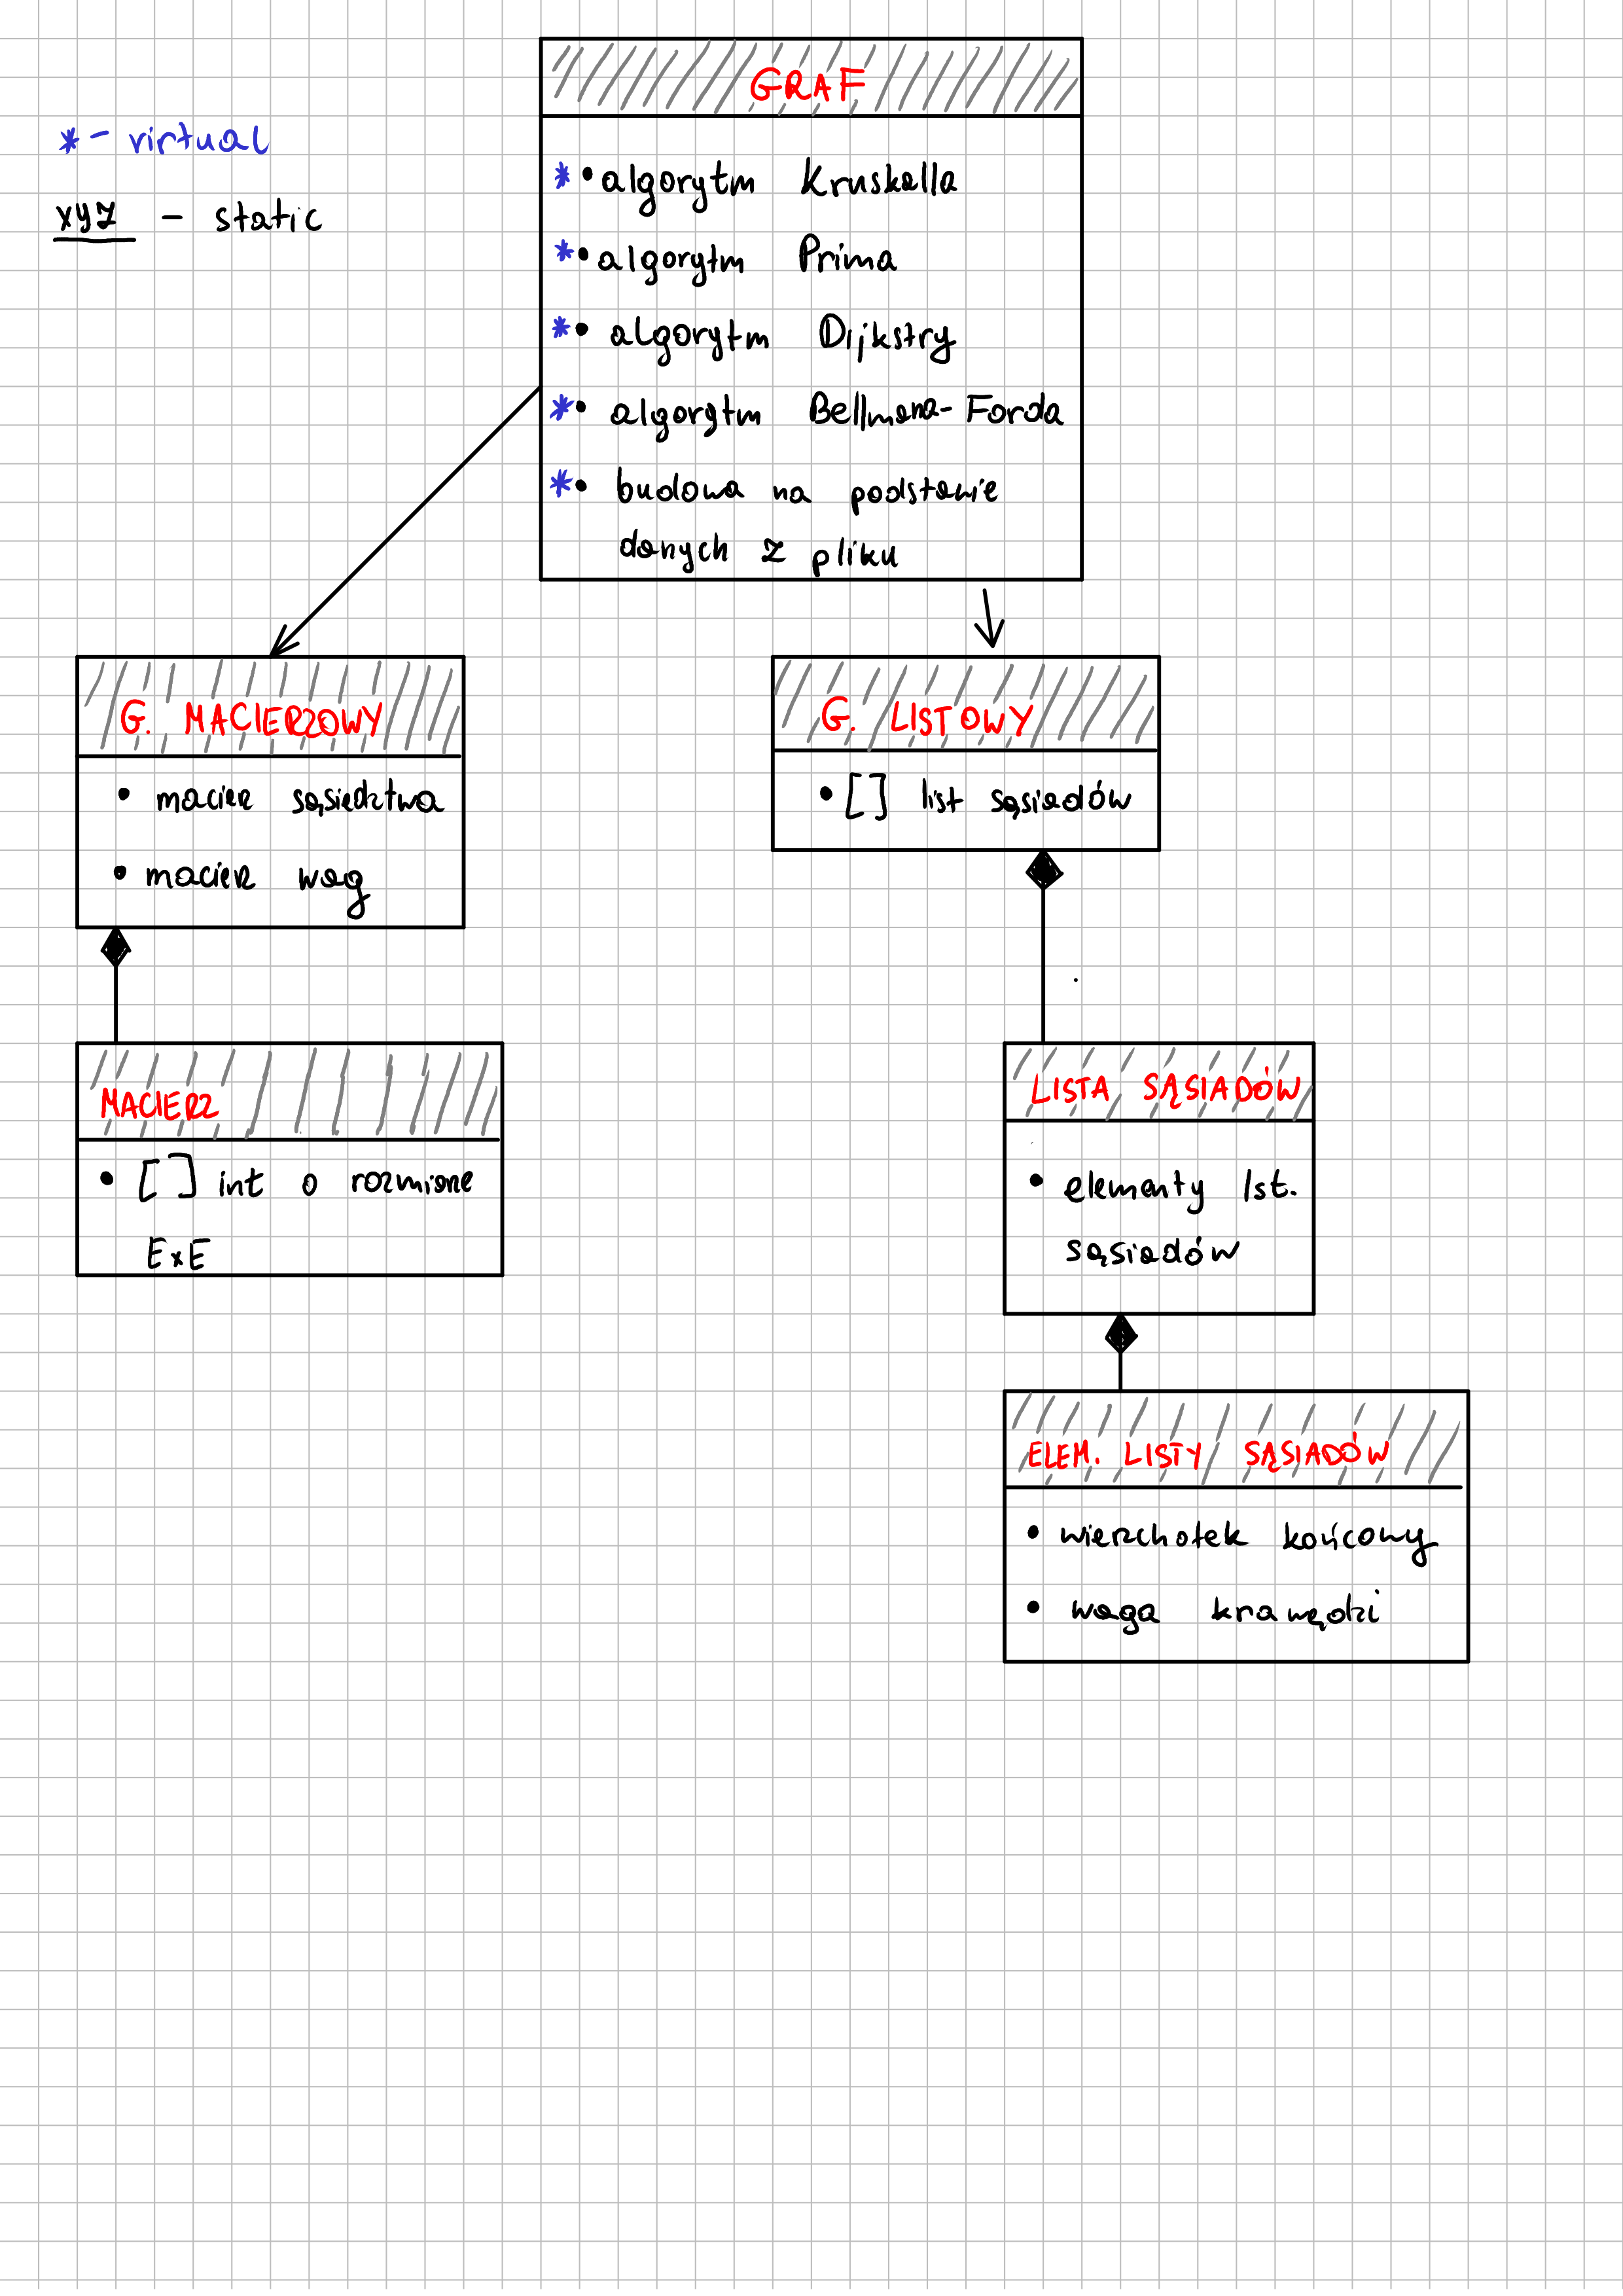 GRAF
* - virtual
xyz - static
* • algorytm Kruskalla
* • algorytm Prima
* • algorytm Dijkstry
* • algorytm Bellmana-Forda
* • budowa na podstawie
danych z pliku
G. MACIERZOWY
• macierz sąsiedztwa
• macierz wag
G. LISTOWY
• [] list sąsiadów
MACIERZ
• [] int o rozmiarze
ExE
LISTA SĄSIADÓW
• elementy lst.
sąsiadów
ELEM. LISTY SĄSIADÓW
• wierzchołek końcowy
• waga krawędzi